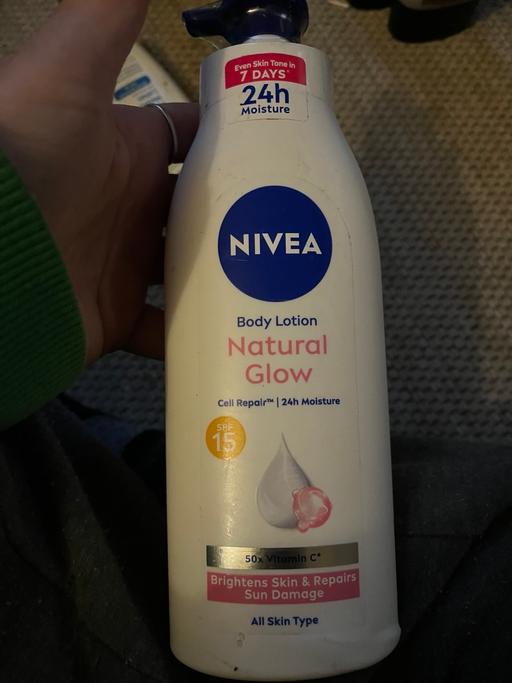 Even Skin Tone in
7 DAYS*
24h
Moisture
NIVEA
Body Lotion
Natural
Glow
Cell Repair™ | 24h Moisture
SPF
15
50x Vitamin C*
Brightens Skin & Repairs
Sun Damage
All Skin Type